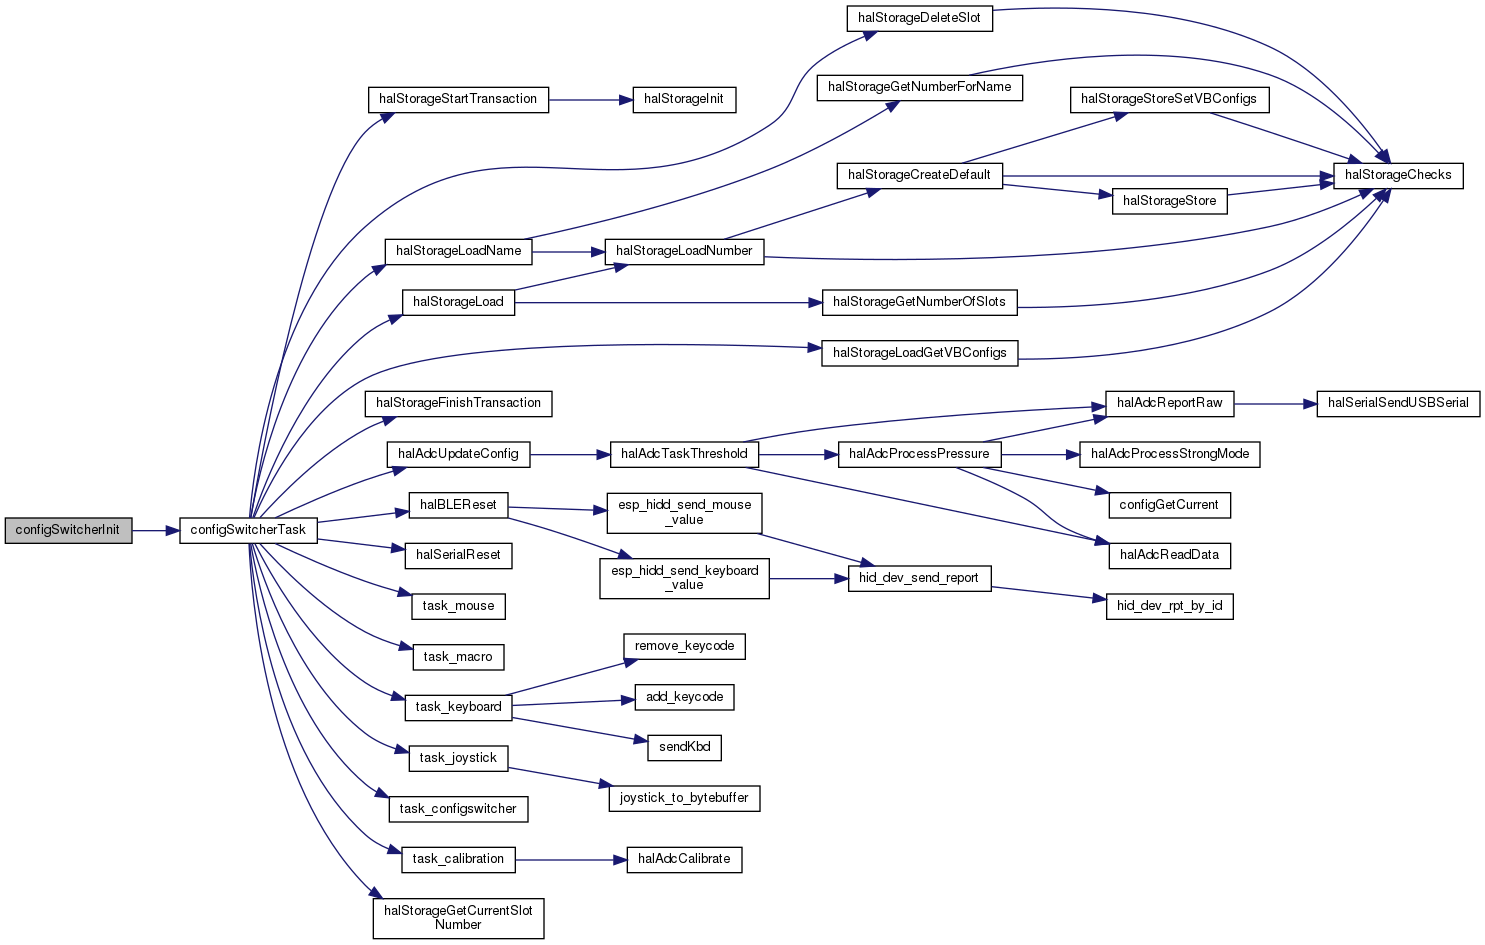 halStorageDeleteSlot
halStorageGetNumberForName
halStorageStartTransaction
halStorageInit
halStorageStoreSetVBConfigs
halStorageCreateDefault
halStorageChecks
halStorageStore
halStorageLoadName
halStorageLoadNumber
halStorageLoad
halStorageGetNumberOfSlots
halStorageLoadGetVBConfigs
halStorageFinishTransaction
halAdcReportRaw
halSerialSendUSBSerial
halAdcUpdateConfig
halAdcTaskThreshold
halAdcProcessPressure
halAdcProcessStrongMode
halBLEReset
esp_hidd_send_mouse
_value
configGetCurrent
configSwitcherInit
configSwitcherTask
halSerialReset
halAdcReadData
esp_hidd_send_keyboard
_value
hid_dev_send_report
task_mouse
hid_dev_rpt_by_id
remove_keycode
task_macro
add_keycode
task_keyboard
sendKbd
task_joystick
joystick_to_bytebuffer
task_configswitcher
task_calibration
halAdcCalibrate
halStorageGetCurrentSlot
Number